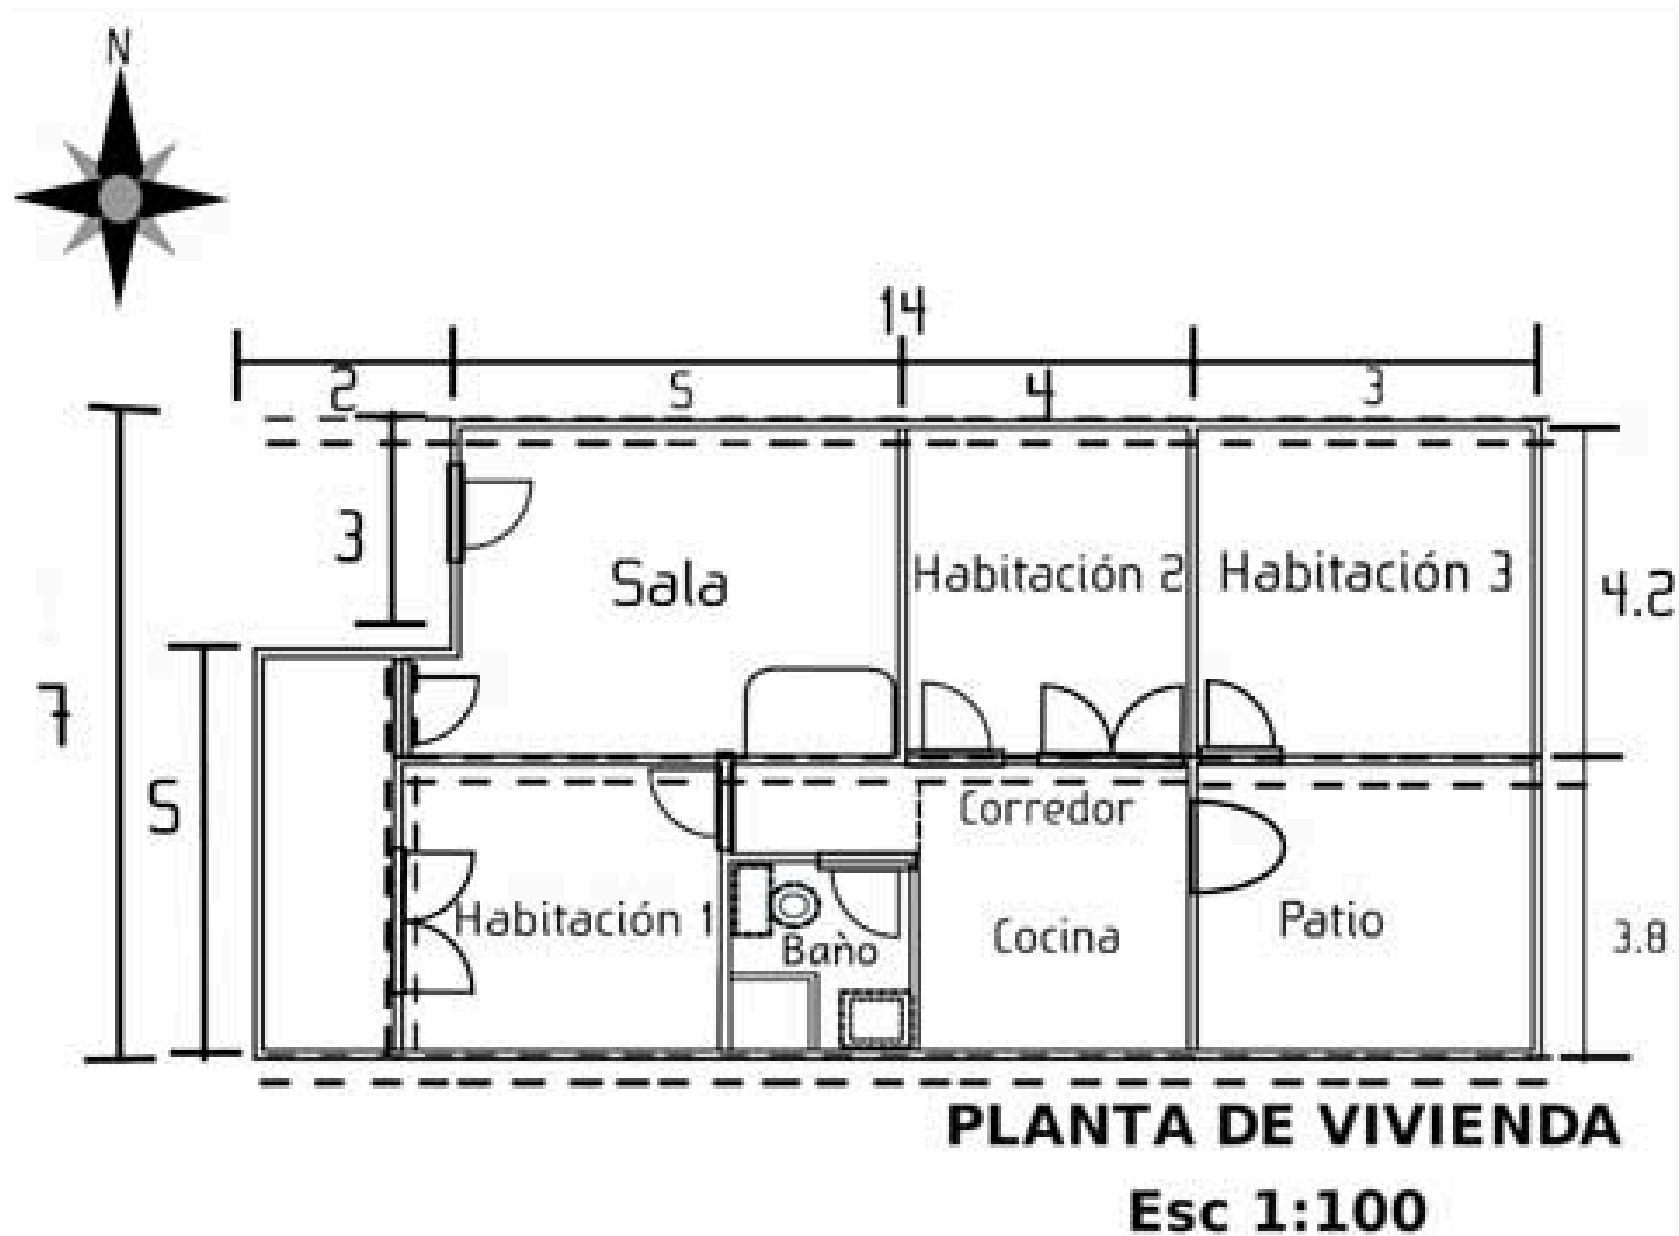 N
14
2 5 4 3
3
Sala
Habitación 2
Habitación 3
4.2
7
5
Corredor
Habitación 1
Baño
Cocina
Patio
3.8
PLANTA DE VIVIENDA
Esc 1:100